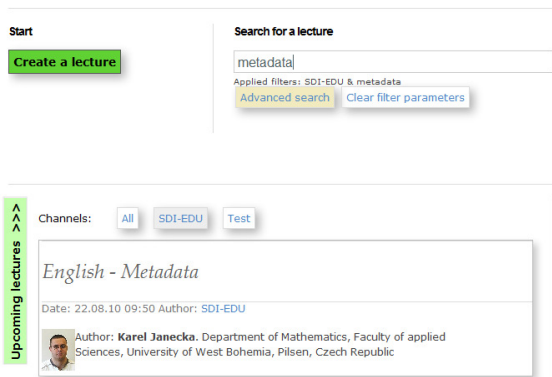 Start
Search for a lecture
Create a lecture
metadata
Applied filters: SDI-EDU & metadata
Advanced search
Clear filter parameters
Upcoming lectures >>>
Channels:
All
SDI-EDU
Test
English - Metadata
Date: 22.08.10 09:50 Author: SDI-EDU
Author: Karel Janecka. Department of Mathematics, Faculty of applied
Sciences, University of West Bohemia, Pilsen, Czech Republic